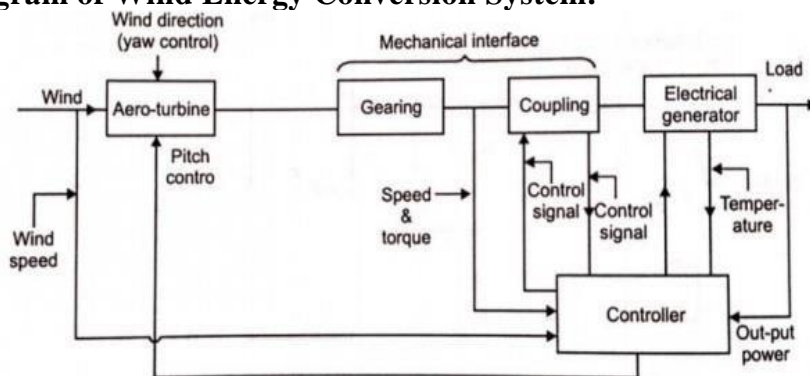 gram of Wind Energy Conversion System:
Wind direction
(yaw control)
Mechanical interface
Load
Wind
Aero-turbine
Gearing
Coupling
Electrical
generator
Pitch
contro
Speed
&
torque
Control
signal
Control
signal
Temper-
ature
Wind
speed
Controller
Out-put
power